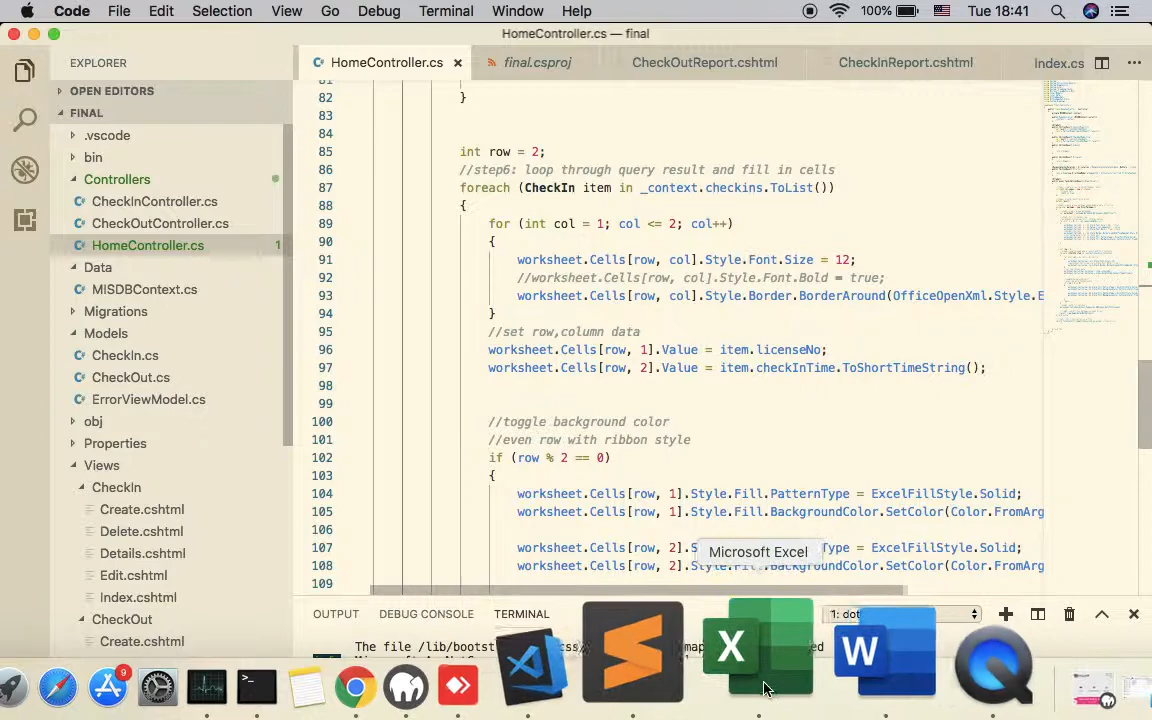 Code File Edit Selection View Go Debug Terminal Window Help 100% Tue 18:41
HomeController.cs — final
EXPLORER
HomeController.cs
final.csproj
CheckOutReport.cshtml
CheckInReport.cshtml
Index.cs
OPEN EDITORS
FINAL
.vscode
bin
Controllers
CheckInController.cs
CheckOutController.cs
HomeController.cs 1
Data
MISDBContext.cs
Migrations
Models
CheckIn.cs
CheckOut.cs
ErrorViewModel.cs
obj
Properties
Views
CheckIn
Create.cshtml
Delete.cshtml
Details.cshtml
Edit.cshtml
Index.cshtml
CheckOut
Create.cshtml
82 }
83
84
85 int row = 2;
86 //step6: loop through query result and fill in cells
87 foreach (CheckIn item in _context.checkins.ToList())
88 {
89 for (int col = 1; col <= 2; col++)
90 {
91 worksheet.Cells[row, col].Style.Font.Size = 12;
92 //worksheet.Cells[row, col].Style.Font.Bold = true;
93 worksheet.Cells[row, col].Style.Border.BorderAround(OfficeOpenXml.Style.E
94 }
95 //set row,column data
96 worksheet.Cells[row, 1].Value = item.licenseNo;
97 worksheet.Cells[row, 2].Value = item.checkInTime.ToShortTimeString();
98
99
100 //toggle background color
101 //even row with ribbon style
102 if (row % 2 == 0)
103 {
104 worksheet.Cells[row, 1].Style.Fill.PatternType = ExcelFillStyle.Solid;
105 worksheet.Cells[row, 1].Style.Fill.BackgroundColor.SetColor(Color.FromArg
106
107 worksheet.Cells[row, 2].S Type = ExcelFillStyle.Solid;
108 worksheet.Cells[row, 2].Style.Fill.BackgroundColor.SetColor(Color.FromArg
109
Microsoft Excel
OUTPUT DEBUG CONSOLE TERMINAL 1: dot
The file /lib/bootst
9
X
W